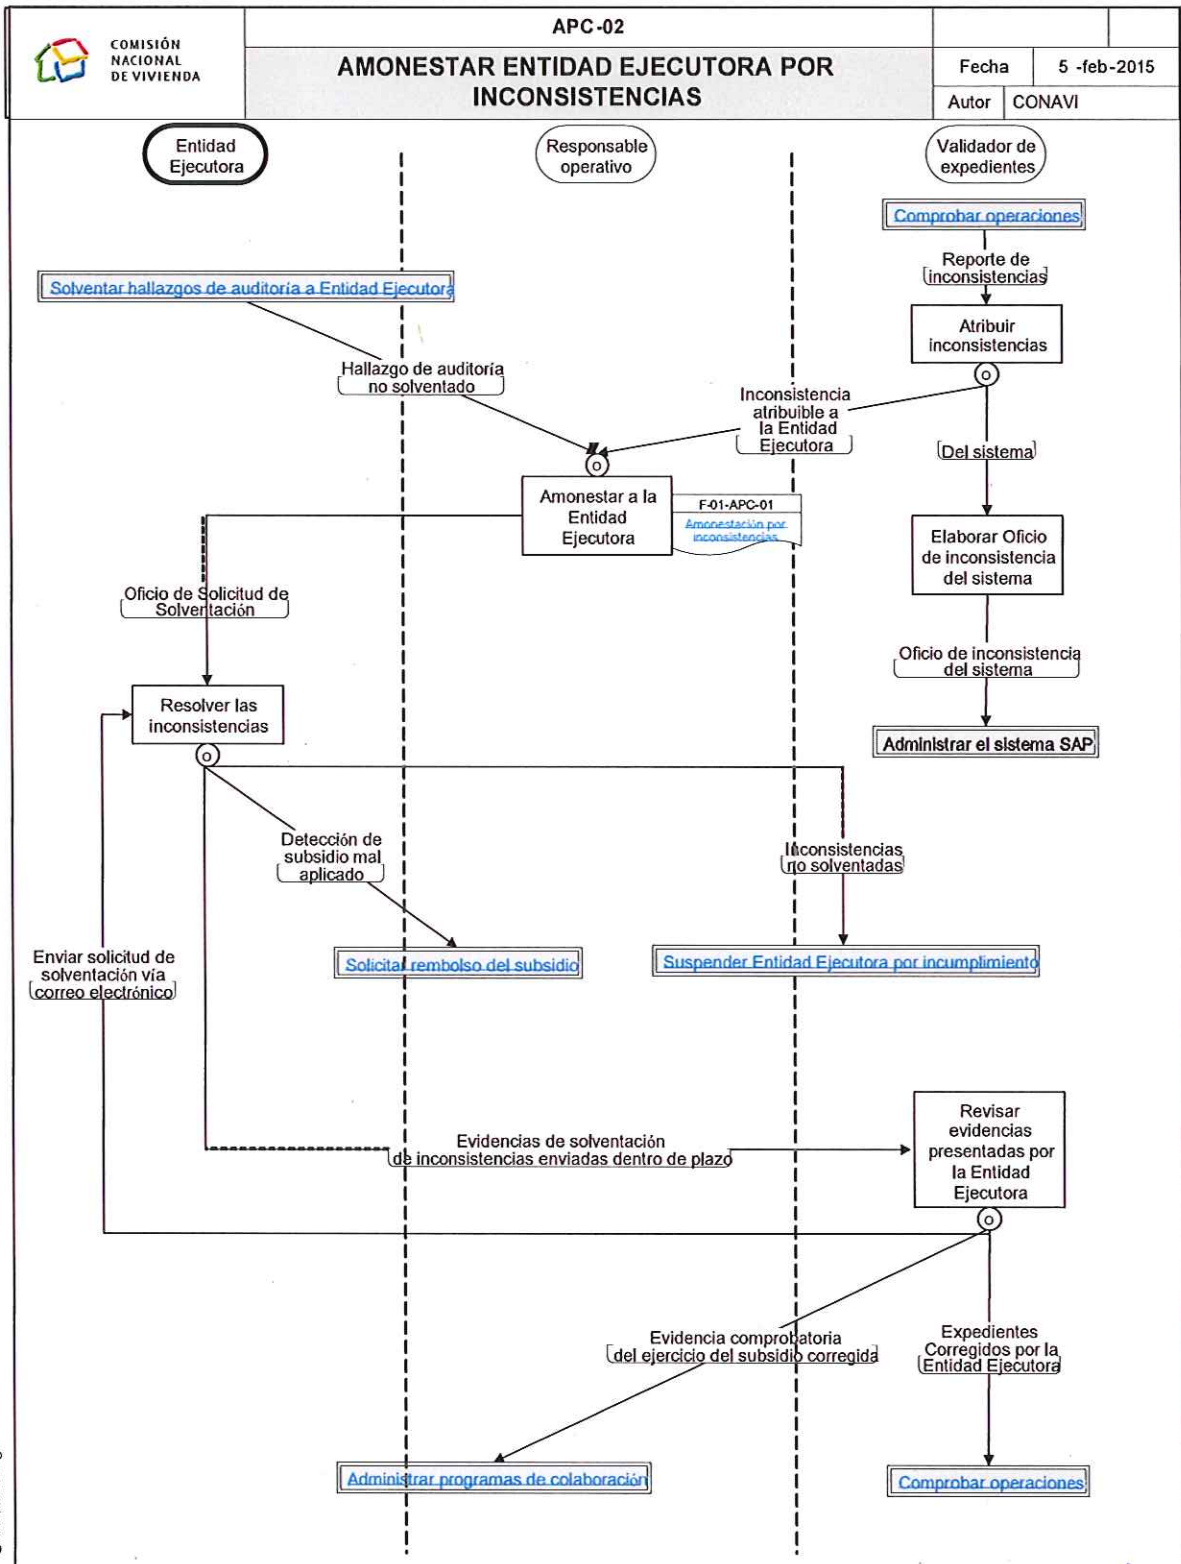 COMISIÓN
NACIONAL
DE VIVIENDA
APC-02
AMONESTAR ENTIDAD EJECUTORA POR
INCONSISTENCIAS
Fecha
5 -feb-2015
Autor
CONAVI
Entidad
Ejecutora
Responsable
operativo
Validador de
expedientes
Comprobar operaciones
Reporte de
inconsistencias
Solventar hallazgos de auditoría a Entidad Ejecutora
Atribuir
inconsistencias
o
Hallazgo de auditoría
no solventado
Inconsistencia
atribuible a
la Entidad
Ejecutora
Del sistema
o
Amonestar a la
Entidad
Ejecutora
F-01-APC-01
Amonestación por
inconsistencias
Elaborar Oficio
de inconsistencia
del sistema
Oficio de Solicitud de
Solventación
Oficio de inconsistencia
del sistema
Resolver las
inconsistencias
o
Administrar el sistema SAP
Detección de
subsidio mal
aplicado
Inconsistencias
no solventadas
Enviar solicitud de
solventación vía
correo electrónico
Solicitar rembolso del subsidio
Suspender Entidad Ejecutora por incumplimiento
Evidencias de solventación
de inconsistencias enviadas dentro de plazo
Revisar
evidencias
presentadas por
la Entidad
Ejecutora
o
Evidencia comprobatoria
del ejercicio del subsidio corregida
Expedientes
Corregidos por la
Entidad Ejecutora
Administrar programas de colaboración
Comprobar operaciones